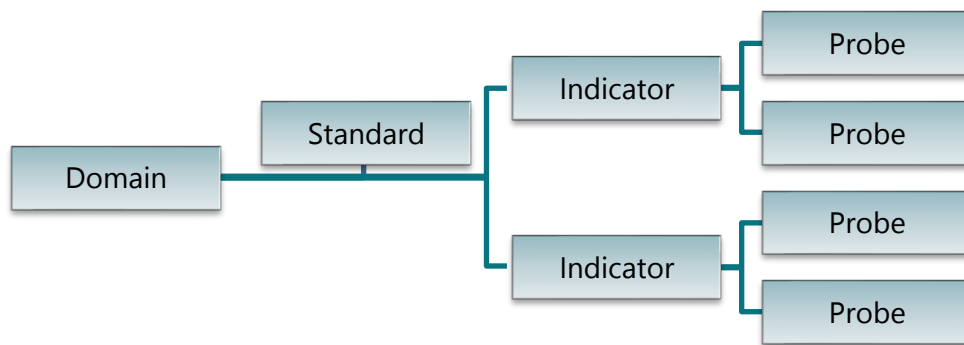 Domain
Standard
Indicator
Probe
Probe
Indicator
Probe
Probe